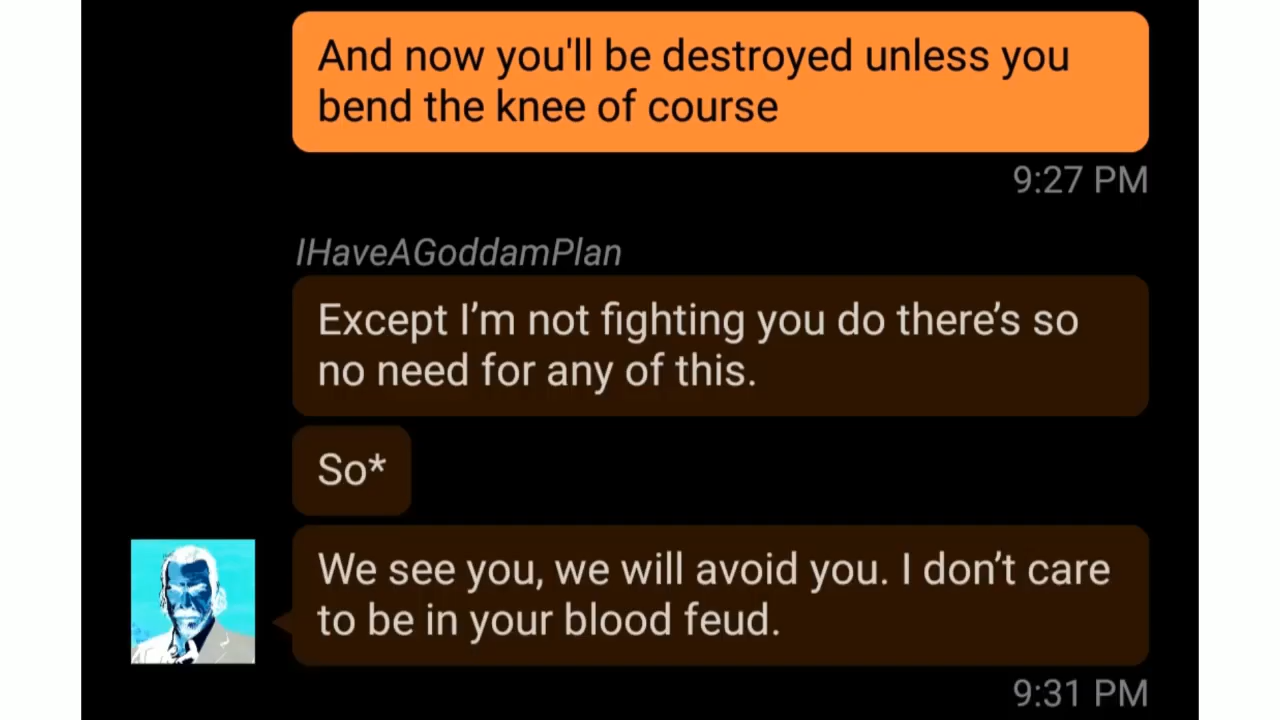 And now you'll be destroyed unless you
bend the knee of course
9:27 PM
IHaveAGoddamPlan
Except I’m not fighting you do there’s so
no need for any of this.
So*
We see you, we will avoid you. I don’t care
to be in your blood feud.
9:31 PM